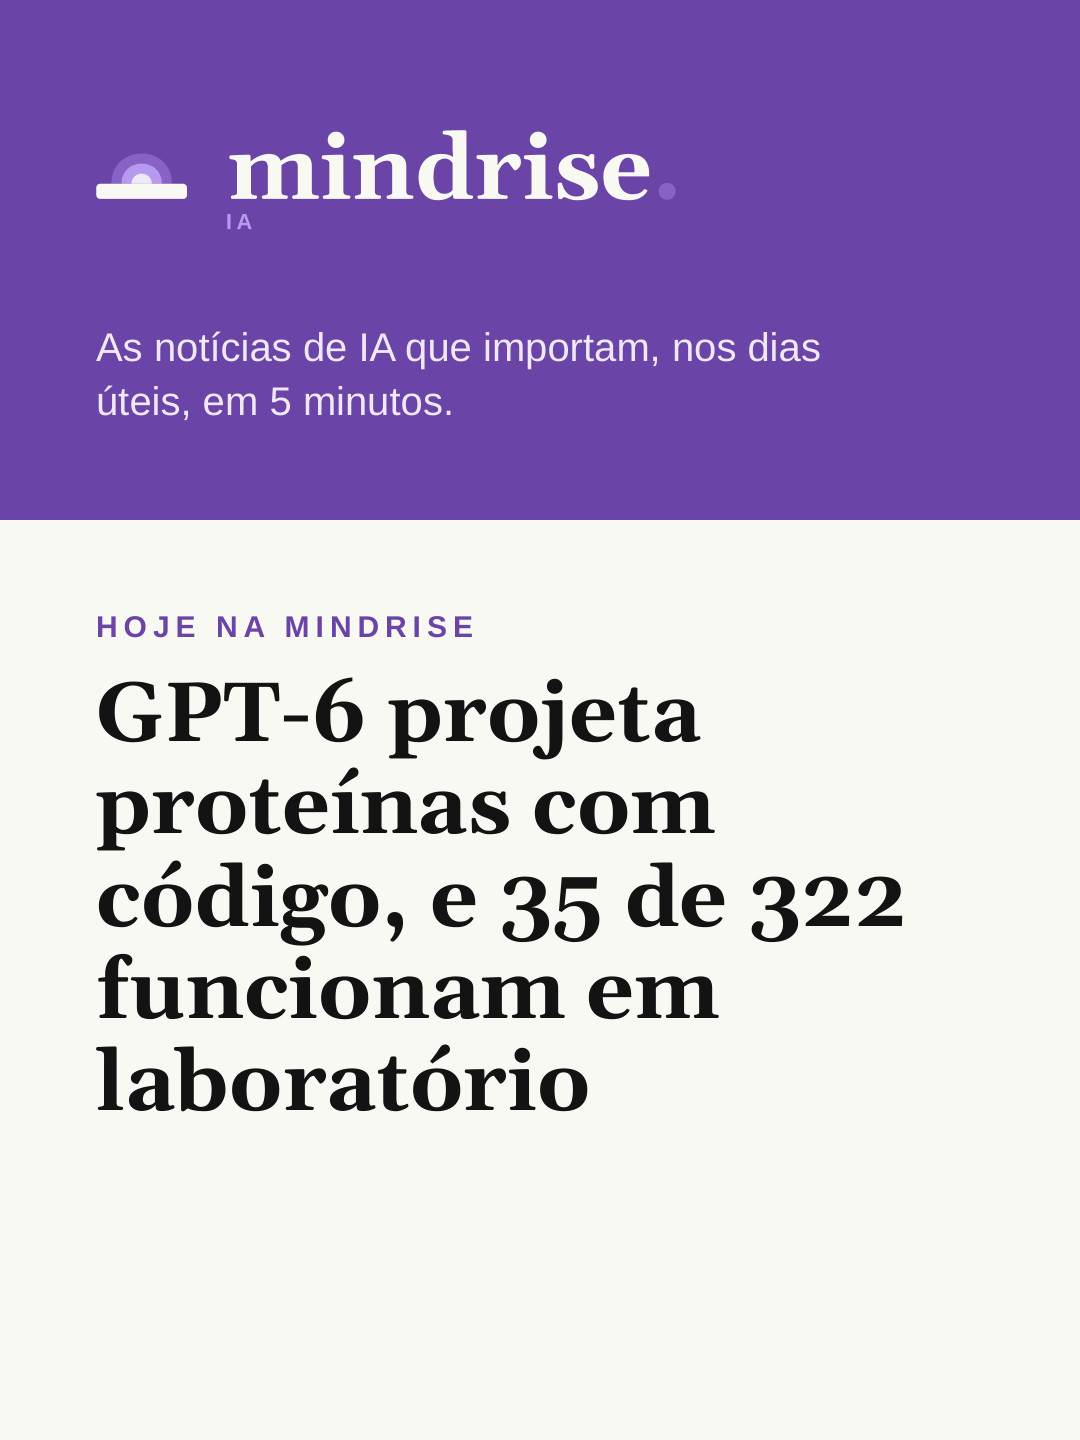 mindrise.
IA
As notícias de IA que importam, nos dias
úteis, em 5 minutos.
HOJE NA MINDRISE
GPT-6 projeta
proteínas com
código, e 35 de 322
funcionam em
laboratório